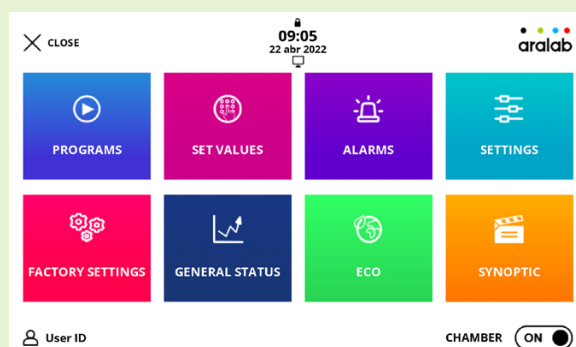 CLOSE
09:05
22 abr 2022
aralab
PROGRAMS
SET VALUES
ALARMS
SETTINGS
FACTORY SETTINGS
GENERAL STATUS
ECO
SYNOPTIC
User ID
CHAMBER
ON